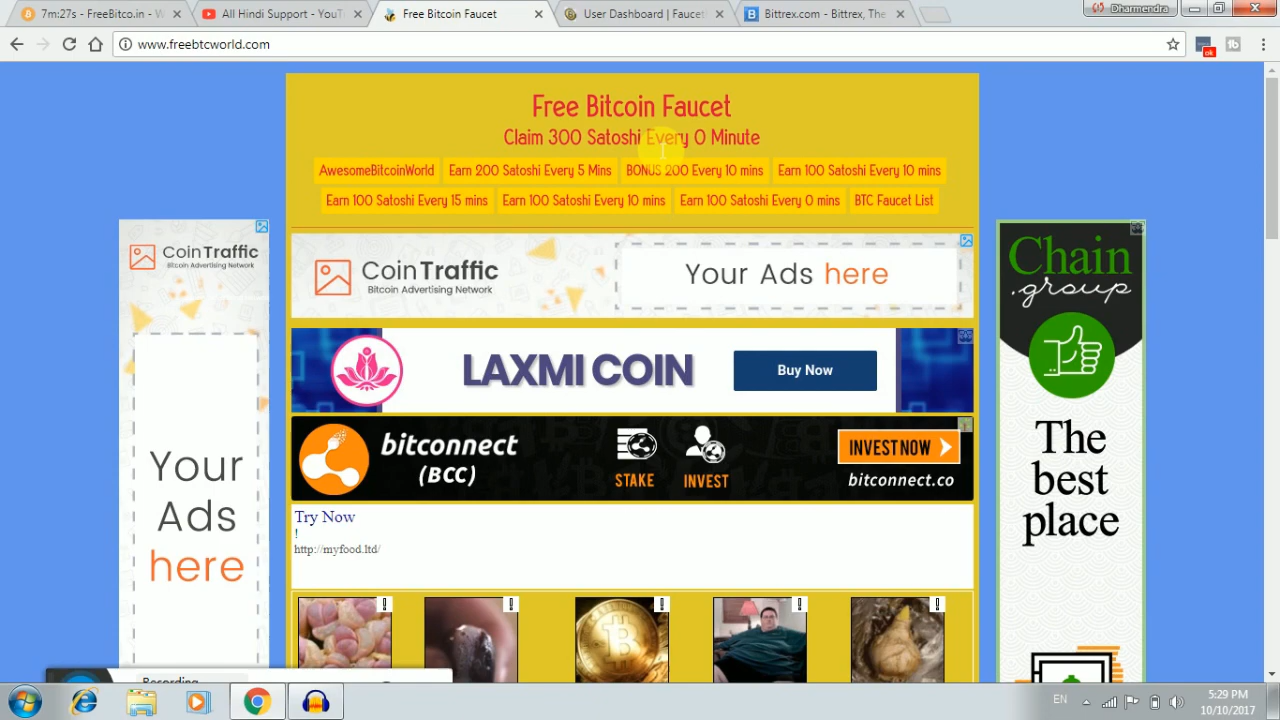 7m:27s - FreeBitco.in - W
All Hindi Support - YouT
Free Bitcoin Faucet
User Dashboard | Faucet
Bittrex.com - Bittrex, The
Dharmendra
www.freebtcworld.com
Free Bitcoin Faucet
Claim 300 Satoshi Every 0 Minute
AwesomeBitcoinWorld
Earn 200 Satoshi Every 5 Mins
BONUS 200 Every 10 mins
Earn 100 Satoshi Every 10 mins
Earn 100 Satoshi Every 15 mins
Earn 100 Satoshi Every 10 mins
Earn 100 Satoshi Every 0 mins
BTC Faucet List
CoinTraffic
Bitcoin Advertising Network
Your
Ads
here
CoinTraffic
Bitcoin Advertising Network
Your Ads here
LAXMI COIN
Buy Now
bitconnect
(BCC)
STAKE
INVEST
INVEST NOW
bitconnect.co
Try Now
!
http://myfood.ltd/
Chain
.group
The
best
place
Recording
EN
5:29 PM
10/10/2017